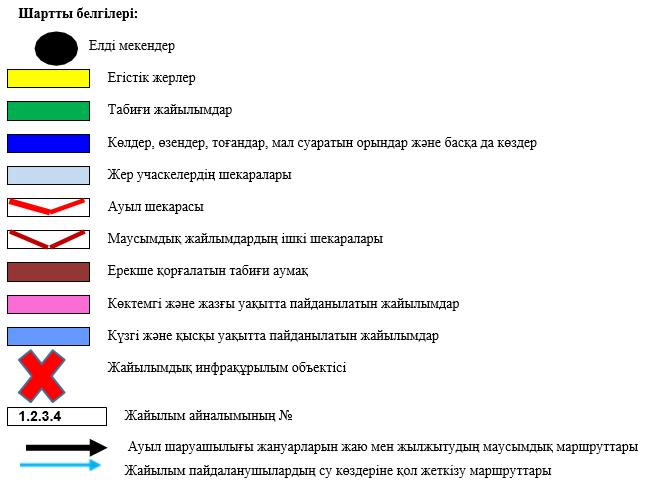 Шартты белгілері:
Елді мекендер
Егістік жерлер
Табиғи жайылымдар
Көлдер, өзендер, тоғандар, мал суаратын орындар және басқа да көздер
Жер учаскелердің шекаралары
Ауыл шекарасы
Маусымдық жайлымдардың ішкі шекаралары
Ерекше қорғалатын табиғи аумақ
Көктемгі және жазғы уақытта пайданылатын жайылымдар
Күзгі және қысқы уақытта пайданылатын жайылымдар
Жайылымдық инфрақұрылым объектісі
1.2.3.4 Жайылым айналымының №
Ауыл шаруашылығы жануарларын жаю мен жылжытудың маусымдық маршруттары
Жайылым пайдаланушылардың су көздеріне қол жеткізу маршруттары